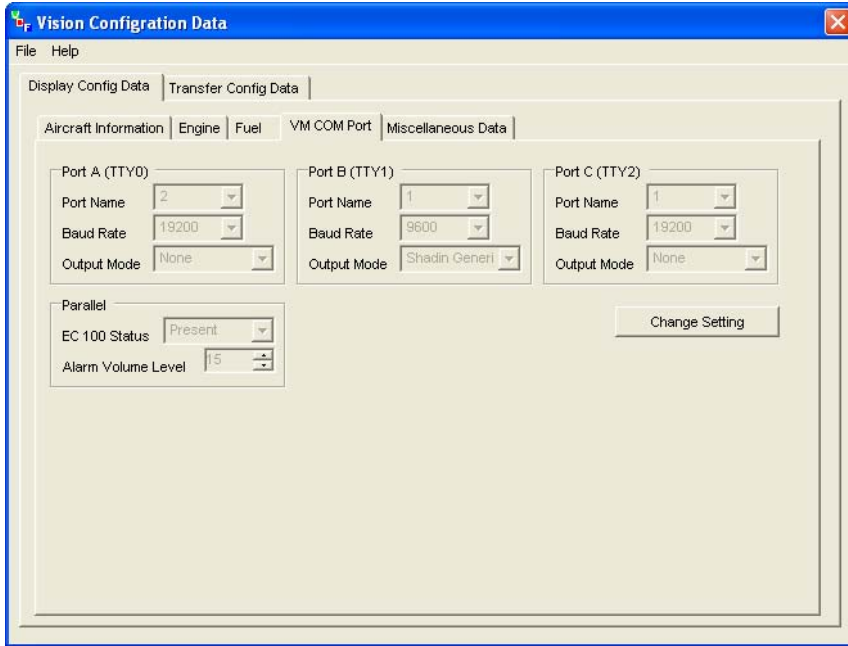 Vision Configration Data
File Help
Display Config Data Transfer Config Data
Aircraft Information Engine Fuel VM COM Port Miscellaneous Data
Port A (TTY0) Port B (TTY1) Port C (TTY2)
Port Name 2 Port Name 1 Port Name 1
Baud Rate 19200 Baud Rate 9600 Baud Rate 19200
Output Mode None Output Mode Shadin Generi Output Mode None
Parallel
EC 100 Status Present
Change Setting
Alarm Volume Level 15